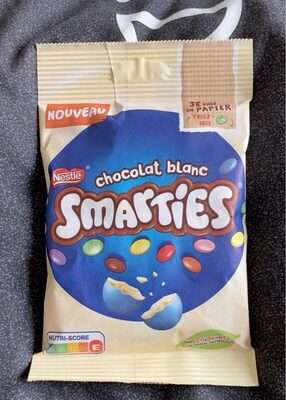 NOUVEAU
JE SUIS
EN PAPIER
TRIEZ-
MOI
Nestlé
chocolat blanc
SMARTIES
NUTRI-SCORE
E